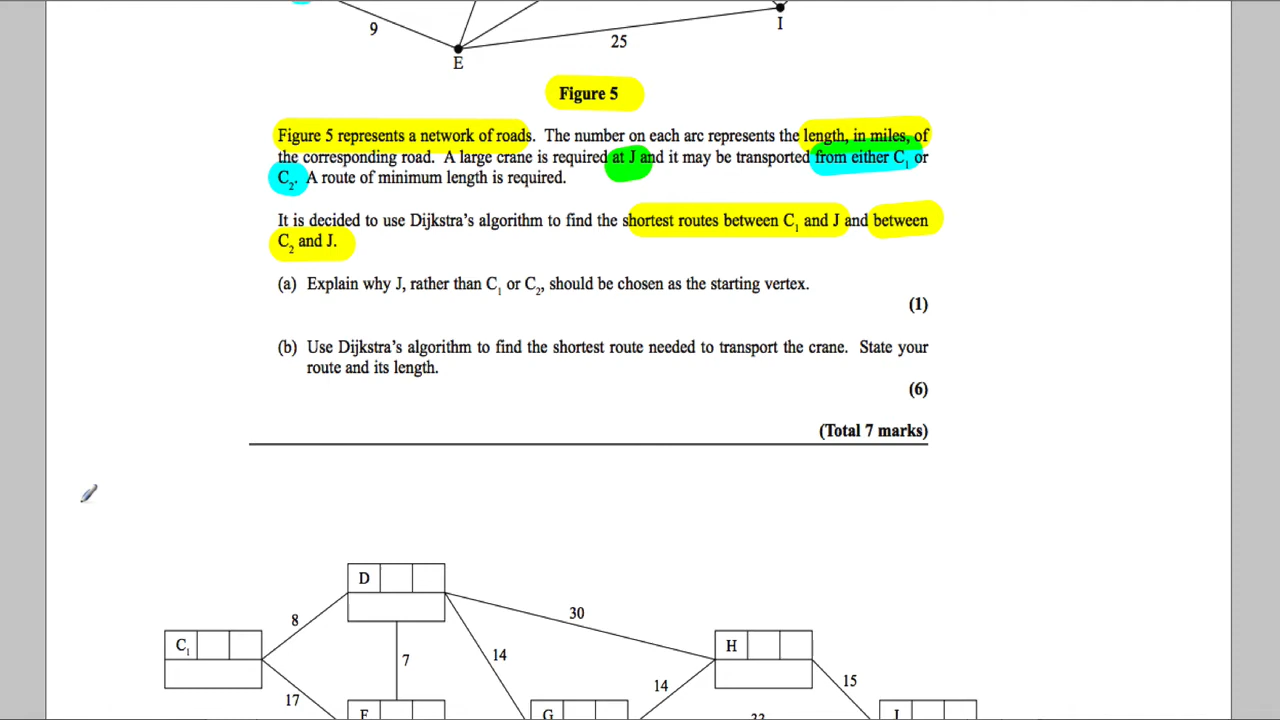 9
25
I
E
Figure 5
Figure 5 represents a network of roads. The number on each arc represents the length, in miles, of
the corresponding road. A large crane is required at J and it may be transported from either C₁ or
C₂. A route of minimum length is required.
It is decided to use Dijkstra's algorithm to find the shortest routes between C₁ and J and between
C₂ and J.
(a) Explain why J, rather than C₁ or C₂, should be chosen as the starting vertex.
(1)
(b) Use Dijkstra's algorithm to find the shortest route needed to transport the crane. State your
route and its length.
(6)
(Total 7 marks)
D
8
30
C₁
H
7
14
14
15
17
G